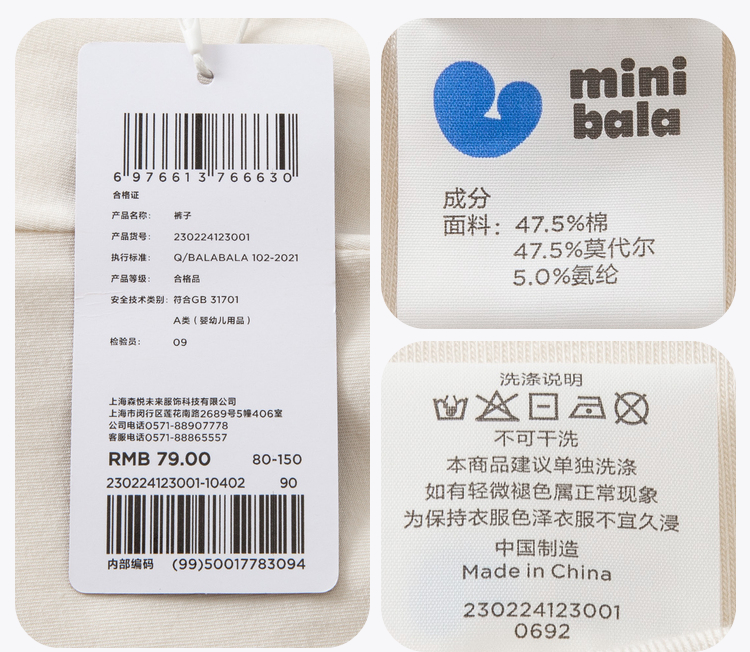 6 976613 766630
合格证
产品名称: 裤子
产品货号: 230224123001
执行标准: Q/BALABALA 102-2021
产品等级: 合格品
安全技术类别: 符合GB 31701
A类 ( 婴幼儿用品 )
检验员: 09
上海森悦未来服饰科技有限公司
上海市闵行区莲花南路2689号5幢406室
公司电话0571-88907778
客服电话0571-88865557
RMB 79.00 80-150
230224123001-10402 90
内部编码 (99)50017783094
mini
bala
成分
面料: 47.5%棉
47.5%莫代尔
5.0%氨纶
洗涤说明
不可干洗
本商品建议单独洗涤
如有轻微褪色属正常现象
为保持衣服色泽衣服不宜久浸
中国制造
Made in China
230224123001
0692